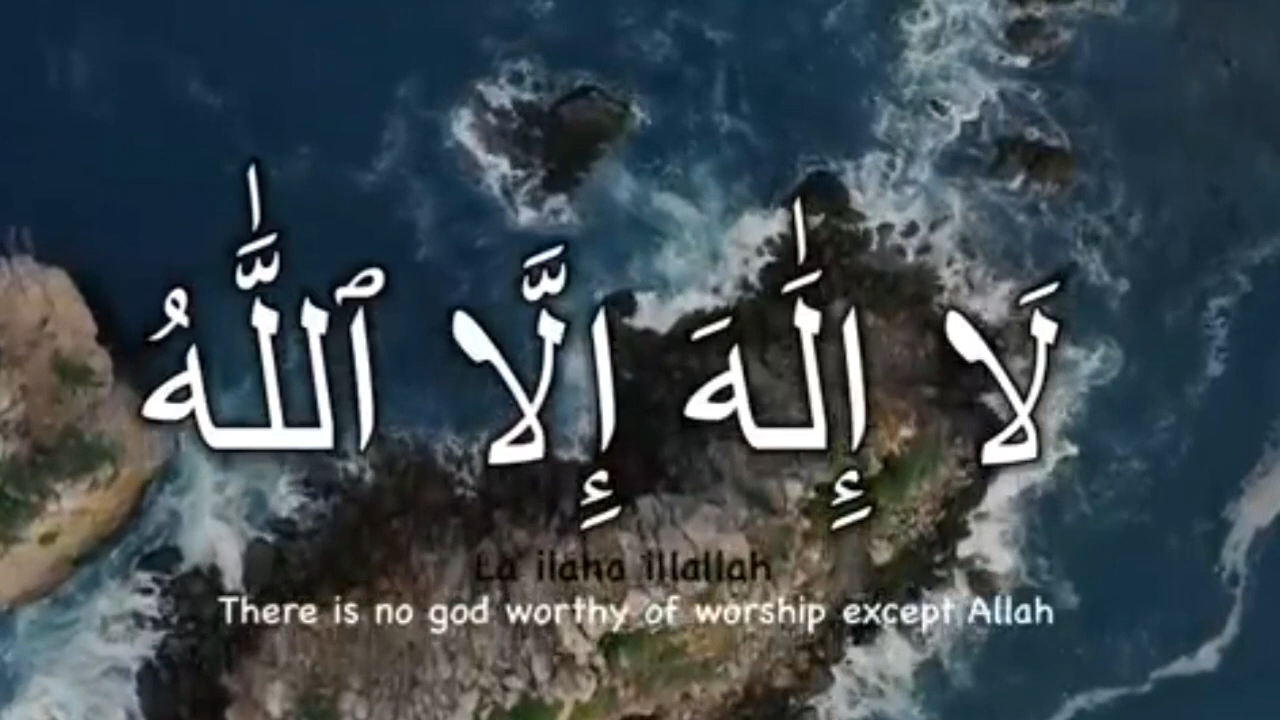 لَا إِلَٰهَ إِلَّا ٱللَّٰهُ
La ilaha illallah
There is no god worthy of worship except Allah